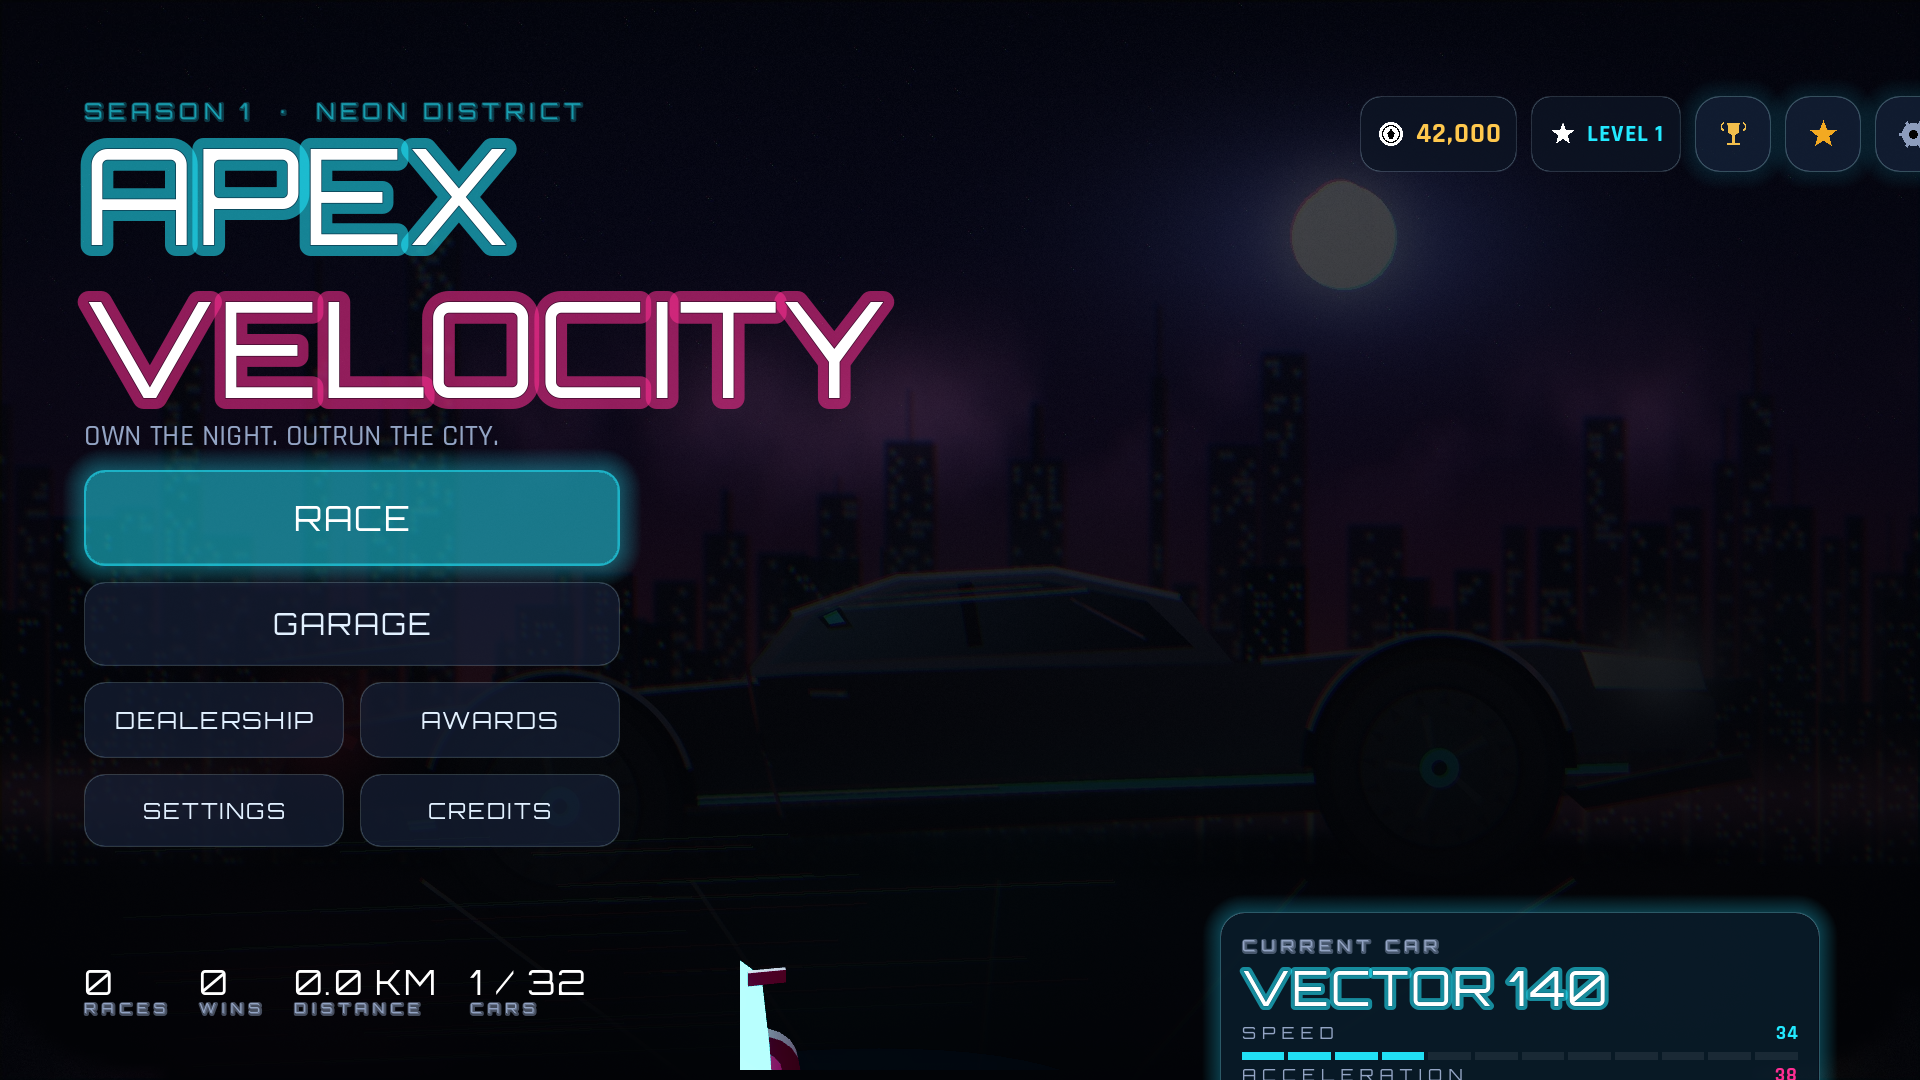 SEASON 1 · NEON DISTRICT
APEX
VELOCITY
OWN THE NIGHT. OUTRUN THE CITY.
42,000
LEVEL 1
RACE
GARAGE
DEALERSHIP
AWARDS
SETTINGS
CREDITS
0 0 0.0 KM 1 / 32
RACES WINS DISTANCE CARS
CURRENT CAR
VECTOR 140
SPEED 34
ACCELERATION 38